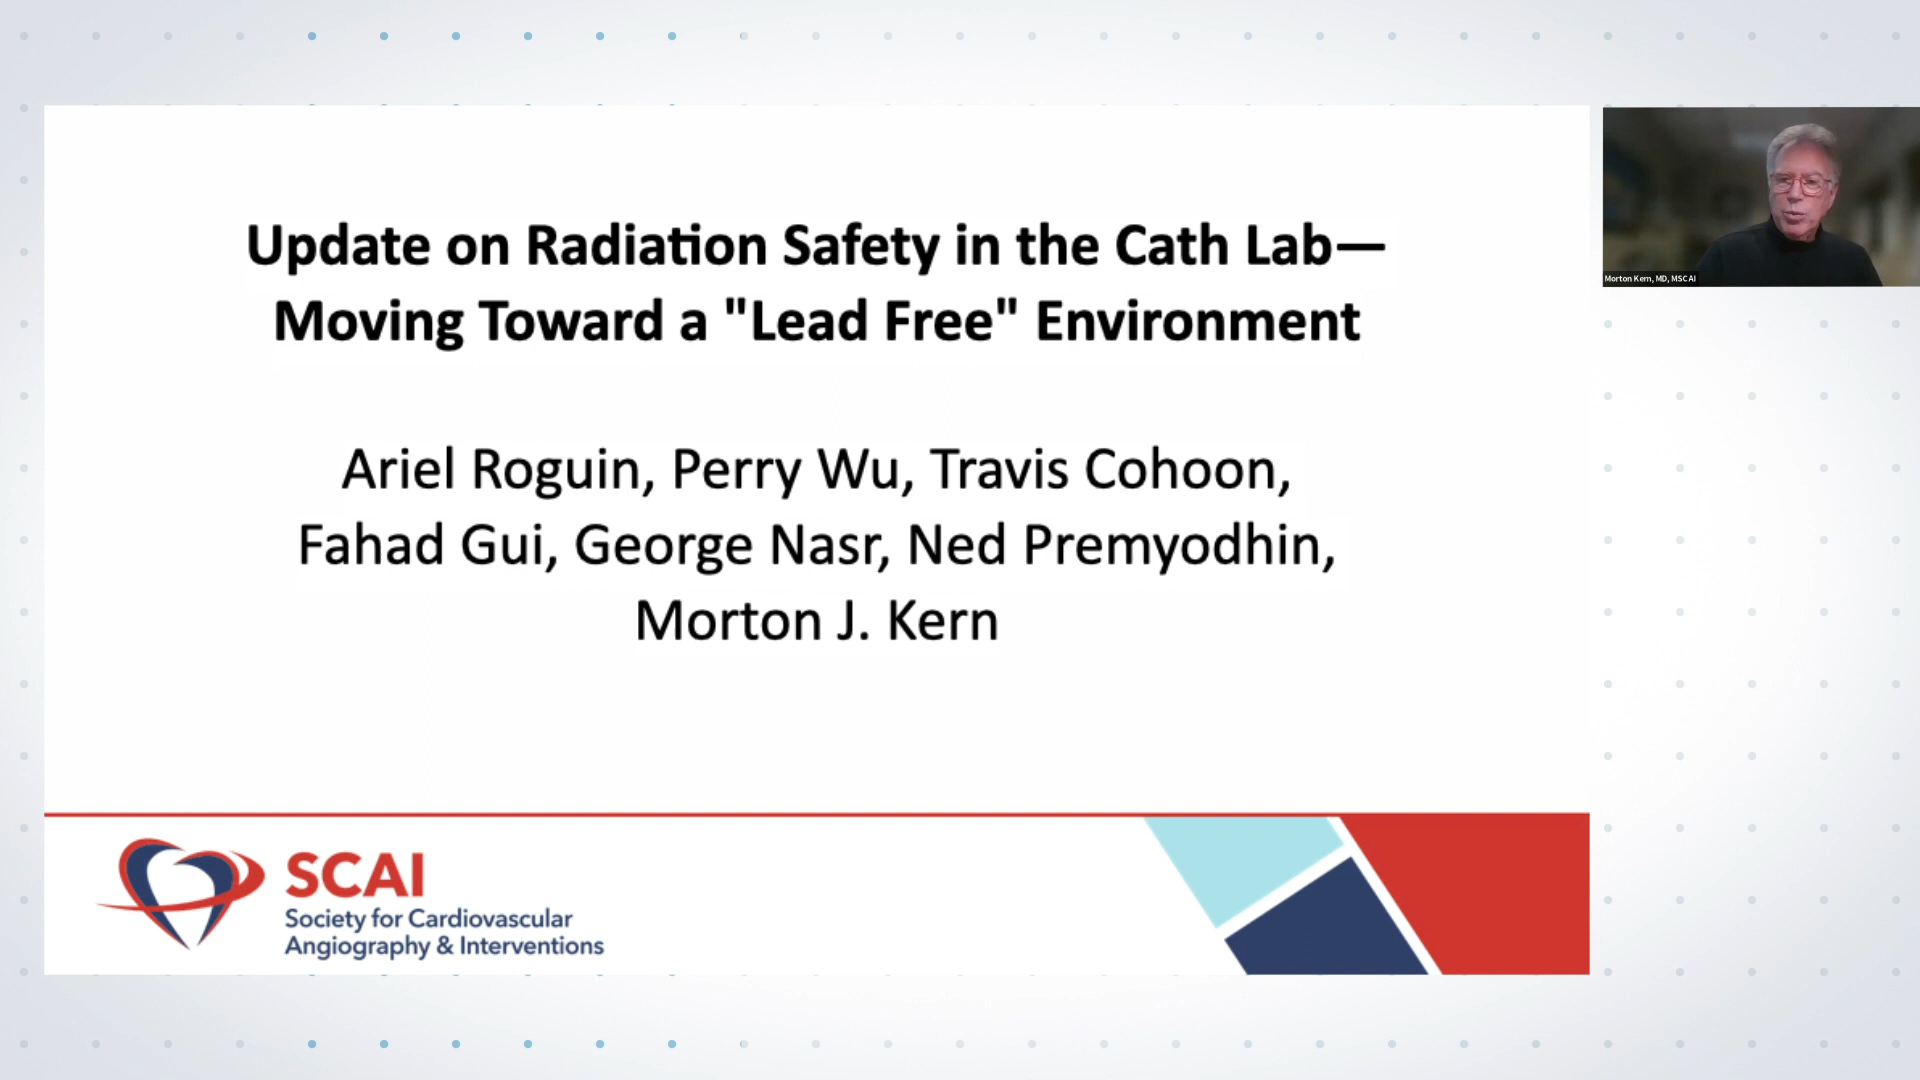 Update on Radiation Safety in the Cath Lab—
Moving Toward a "Lead Free" Environment
Ariel Roguin, Perry Wu, Travis Cohoon,
Fahad Gui, George Nasr, Ned Premyodhin,
Morton J. Kern
Morton Kern, MD, MSCAI
SCAI
Society for Cardiovascular
Angiography & Interventions